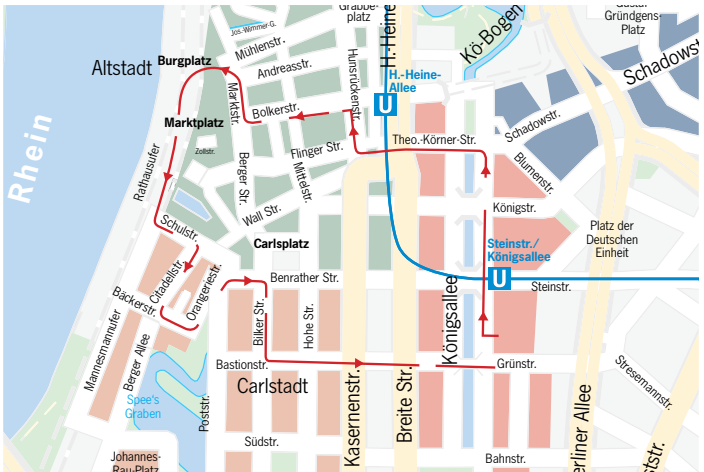 Grabbe-
platz
H.-Heine
Kö-Bogen
Gründgens-
Platz
Jos.-Wimmer-G.
Mühlenstr.
Altstadt
Burgplatz
Andreasstr.
Hunsrückenstr.
Schadowstr.
H.-Heine-
Allee
U
Marktstr.
Bolkerstr.
Marktplatz
Theo.-Körner-Str.
Schadowstr.
Rhein
Zollstr.
Flinger Str.
Blumenstr.
Rathausufer
Berger Str.
Mittelstr.
Wall Str.
Königstr.
Schulstr.
Carlsplatz
Platz der
Deutschen
Einheit
Steinstr./
Königsallee
U
Citadellstr.
Orangeriestr.
Benrather Str.
Steinstr.
Bäckerstr.
Bilker Str.
Hohe Str.
Königsallee
Mannesmannufer
Berger Allee
Bastionstr.
Grünstr.
Stresemannstr.
Carlstadt
Spee's
Graben
Poststr.
Kasernenstr.
Breite Str.
erliner Allee
Südstr.
Bahnstr.
Johannes-
Rau-Platz
tstr.